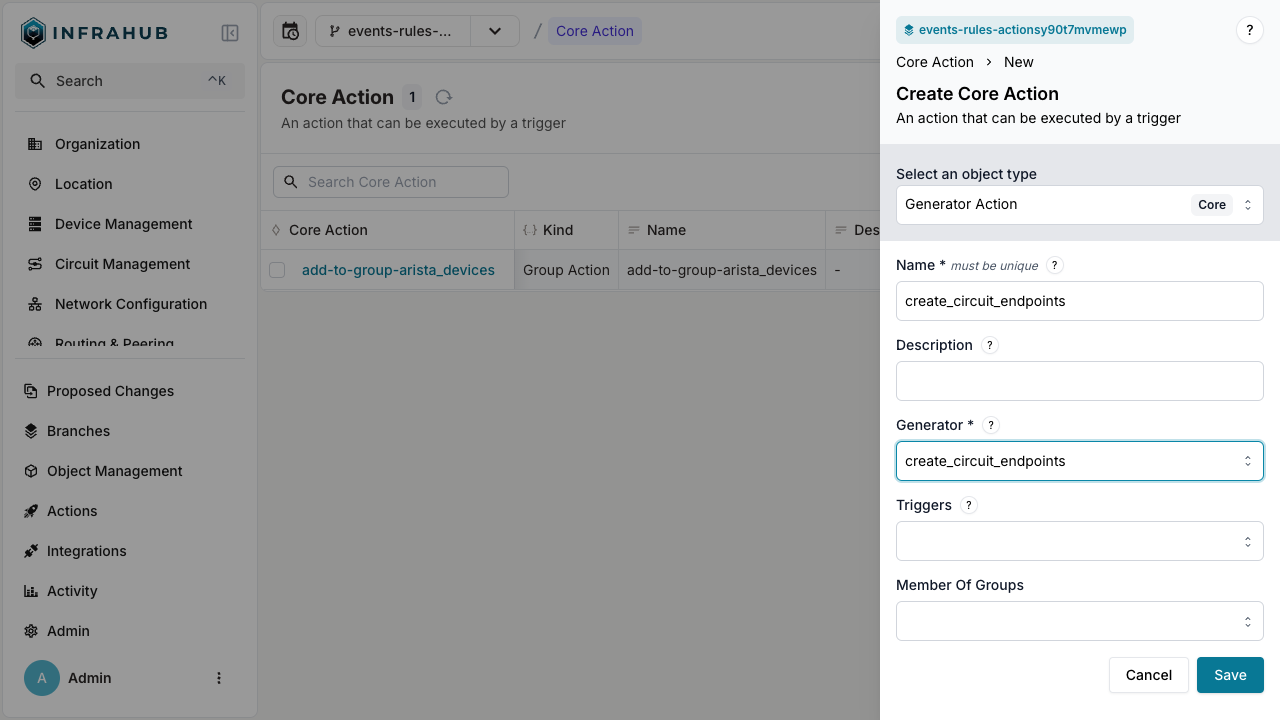 INFRAHUB
Search
^K
Organization
Location
Device Management
Circuit Management
Network Configuration
Routing & Peering
Proposed Changes
Branches
Object Management
Actions
Integrations
Activity
Admin
A
Admin
events-rules-...
/
Core Action
Core Action 1
An action that can be executed by a trigger
Search Core Action
Core Action Kind Name Des
add-to-group-arista_devices Group Action add-to-group-arista_devices -
events-rules-actionsy90t7mvmewp
?
Core Action > New
Create Core Action
An action that can be executed by a trigger
Select an object type
Generator Action Core
Name * must be unique ?
create_circuit_endpoints
Description ?
Generator * ?
create_circuit_endpoints
Triggers ?
Member Of Groups
Cancel Save